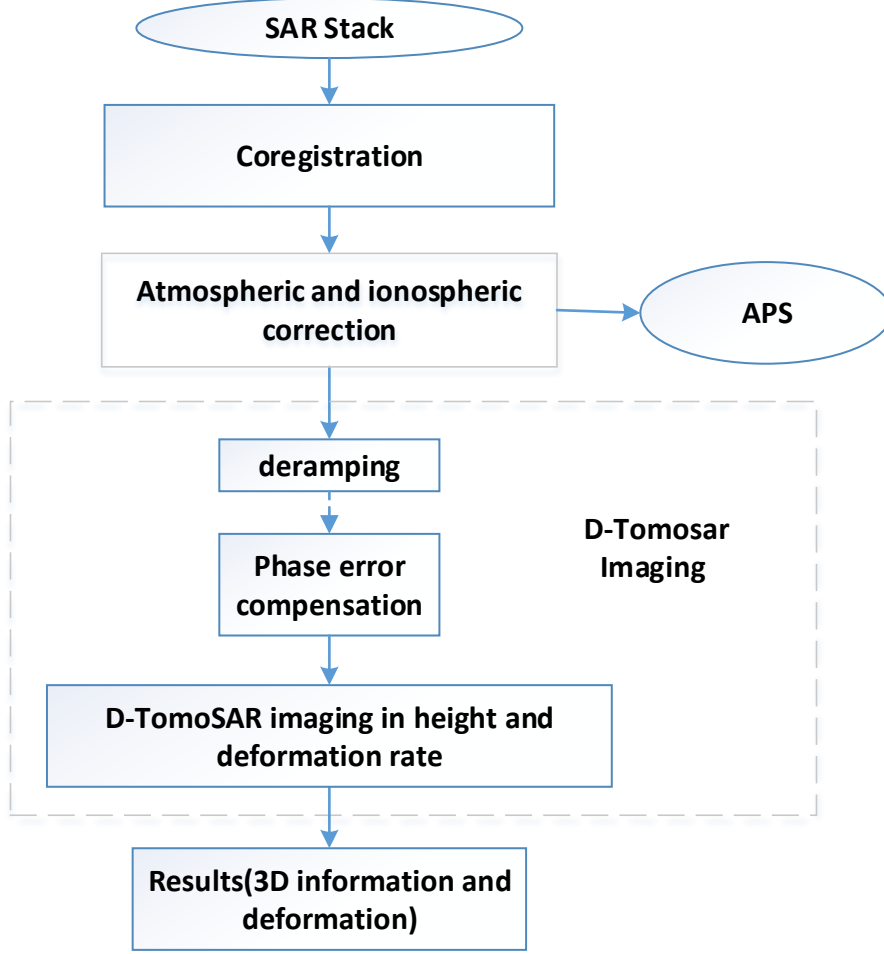 SAR Stack
Coregistration
Atmospheric and ionospheric
correction
APS
deramping
D-Tomosar
Imaging
Phase error
compensation
D-TomoSAR imaging in height and
deformation rate
Results(3D information and
deformation)